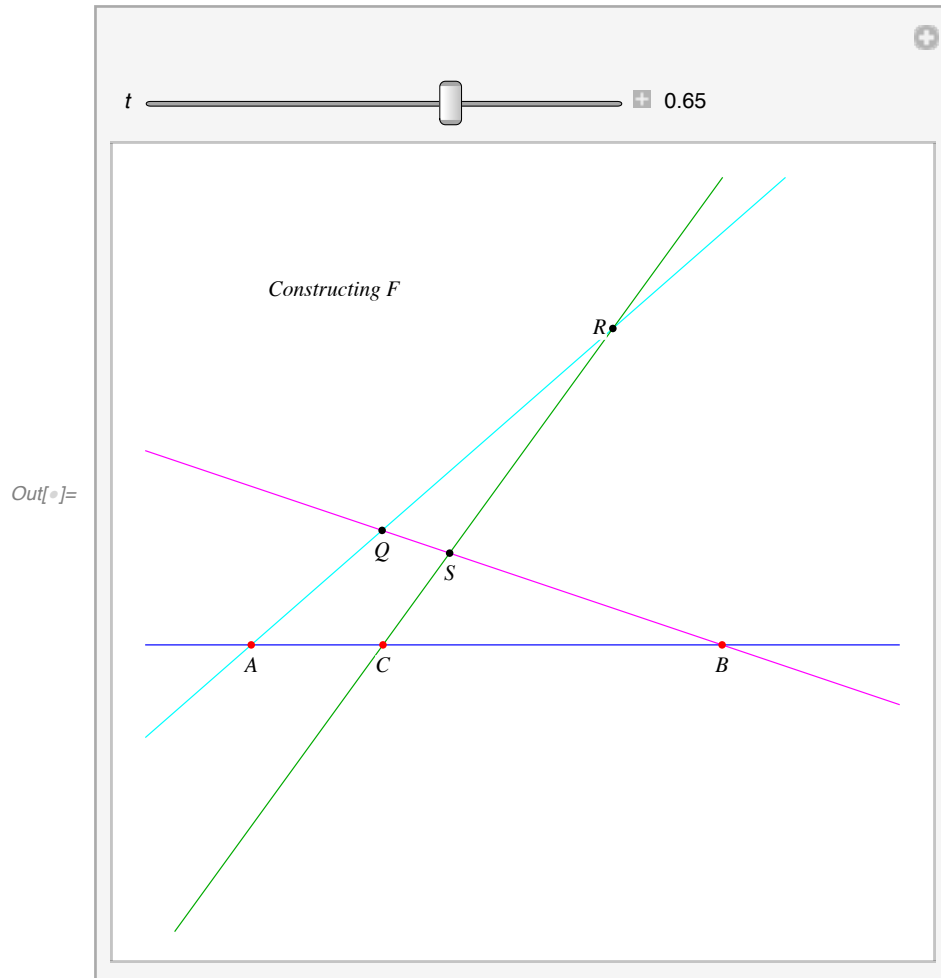 t 0.65
Constructing F
R
Q
S
Out[•]=
A C B